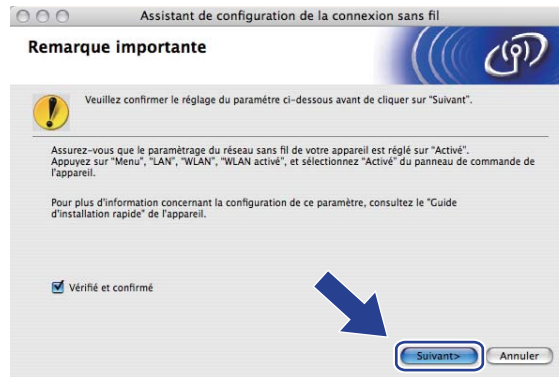 Assistant de configuration de la connexion sans fil
Remarque importante
Veuillez confirmer le réglage du paramétre ci-dessous avant de cliquer sur "Suivant".
Assurez-vous que le paramètrage du réseau sans fil de votre appareil est réglé sur "Activé".
Appuyez sur "Menu", "LAN", "WLAN", "WLAN activé", et sélectionnez "Activé" du panneau de commande de
l'appareil.
Pour plus d'information concernant la configuration de ce paramètre, consultez le "Guide
d'installation rapide" de l'appareil.
Vérifié et confirmé
Suivant>
Annuler